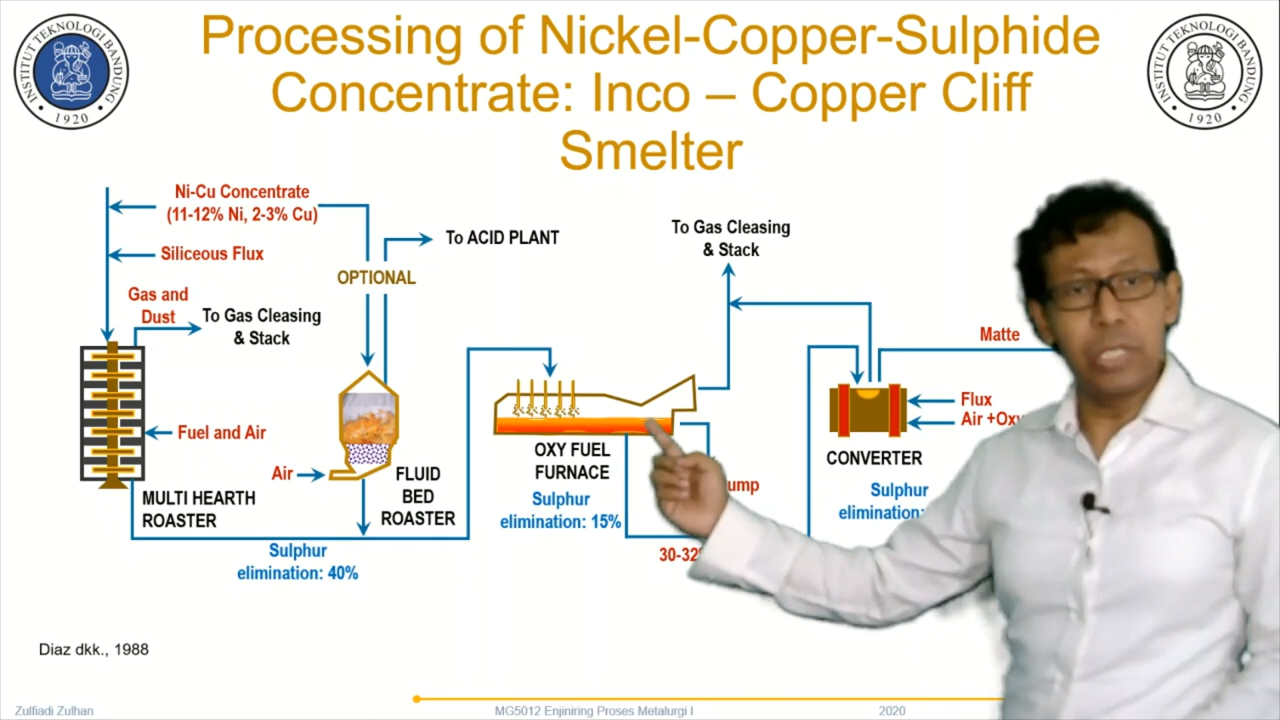 Processing of Nickel-Copper-Sulphide
Concentrate: Inco – Copper Cliff
Smelter
INSTITUT TEKNOLOGI BANDUNG
1920
INSTITUT TEKNOLOGI BANDUNG
1920
Ni-Cu Concentrate
(11-12% Ni, 2-3% Cu)
Siliceous Flux
Gas and
Dust
To Gas Cleasing
& Stack
Fuel and Air
MULTI HEARTH
ROASTER
OPTIONAL
To ACID PLANT
Air
FLUID
BED
ROASTER
Sulphur
elimination: 40%
To Gas Cleasing
& Stack
OXY FUEL
FURNACE
Sulphur
elimination: 15%
Matte
Flux
Air +Oxy
CONVERTER
Sulphur
elimination:
Diaz dkk., 1988
Zulfiadi Zulhan
MG5012 Enjiniring Proses Metalurgi I
2020